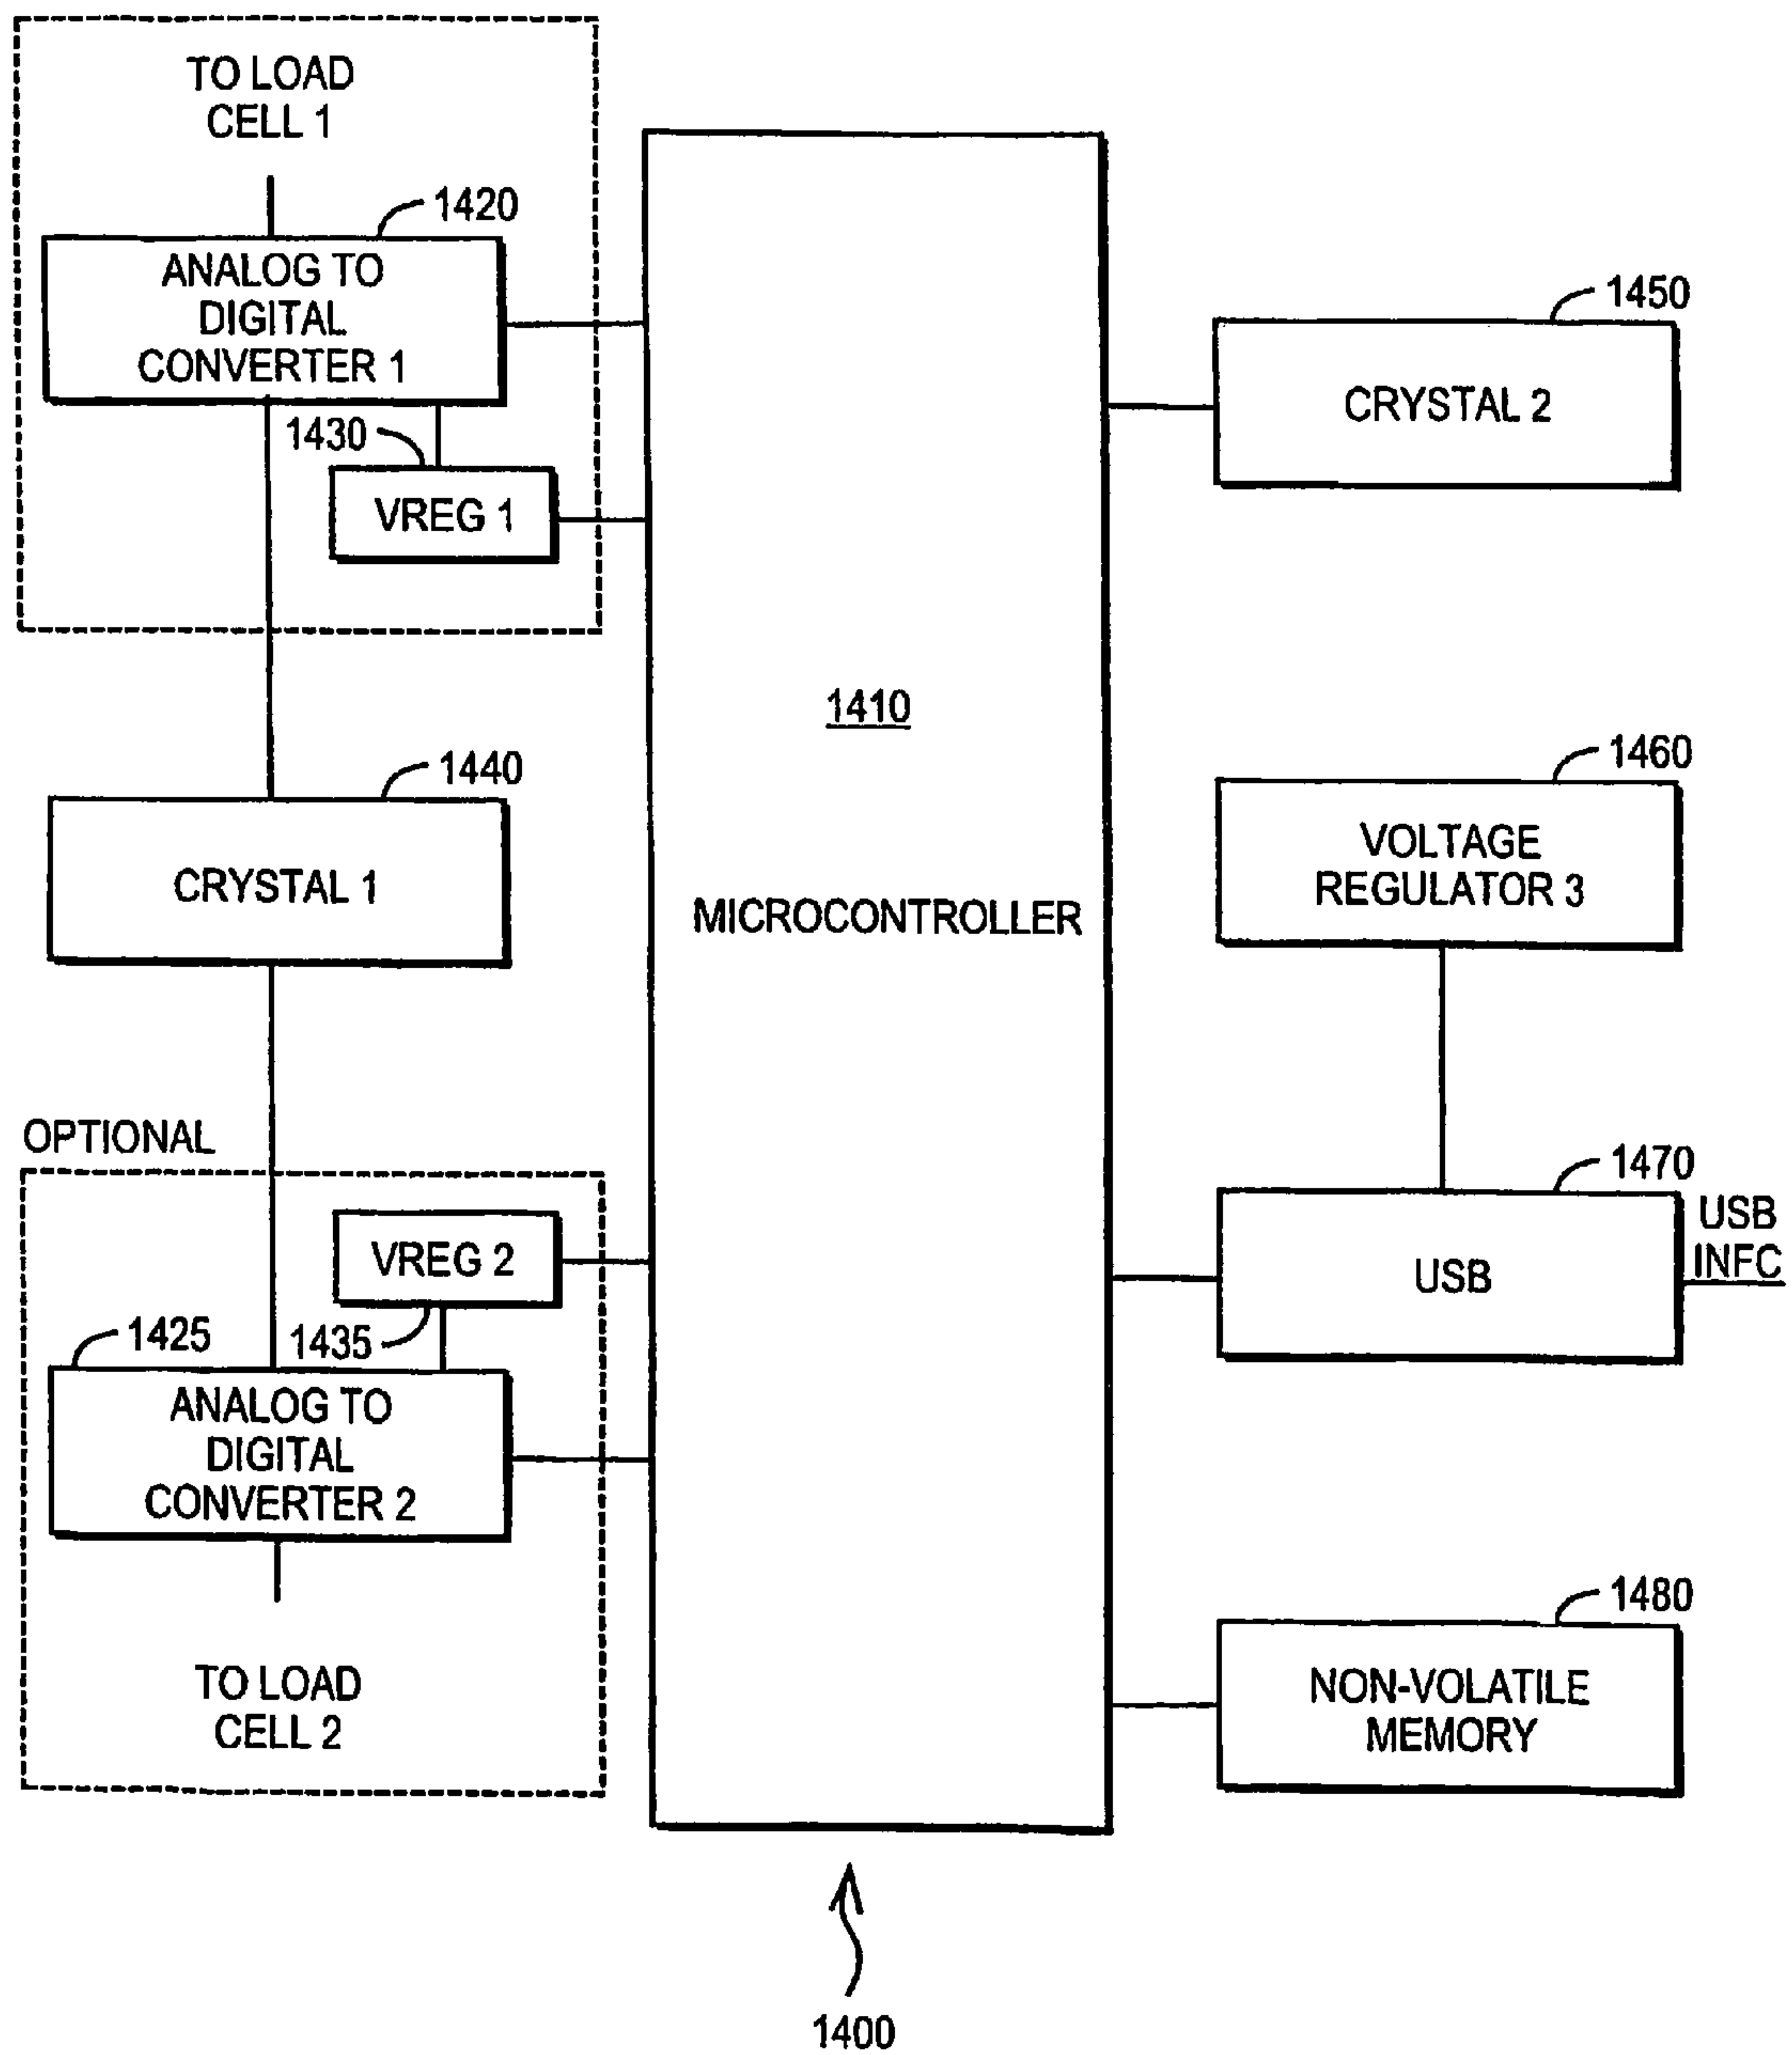 TO LOAD
CELL 1
1420
ANALOG TO
DIGITAL
CONVERTER 1
1430
VREG 1
1440
CRYSTAL 1
OPTIONAL
VREG 2
1435
1425
ANALOG TO
DIGITAL
CONVERTER 2
TO LOAD
CELL 2
1410
MICROCONTROLLER
1450
CRYSTAL 2
1460
VOLTAGE
REGULATOR 3
1470
USB
USB
INFC
1480
NON-VOLATILE
MEMORY
1400